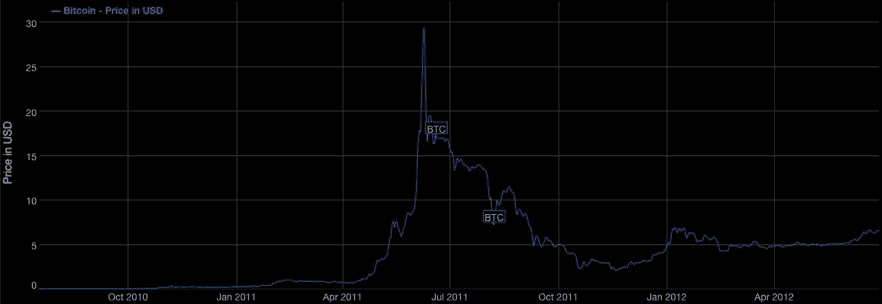 Bitcoin - Price in USD
30
25
20
15
10
5
0
Price in USD
BTC
BTC
Oct 2010
Jan 2011
Apr 2011
Jul 2011
Oct 2011
Jan 2012
Apr 2012